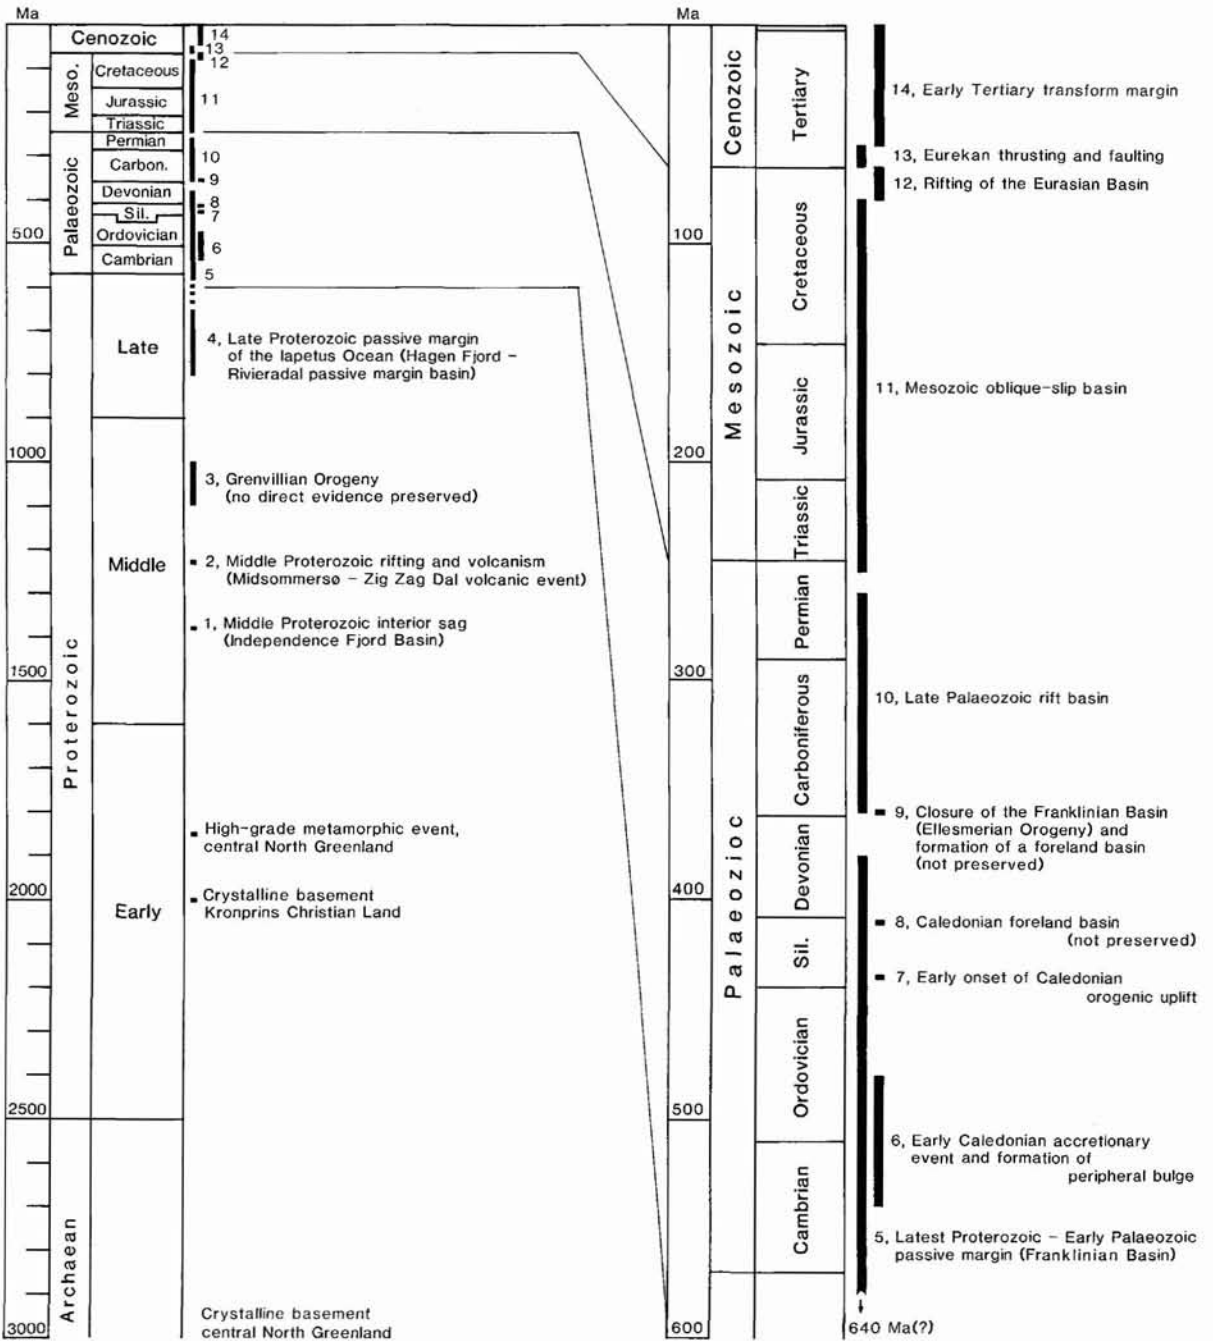 Ma
Cenozoic
Meso.
Cretaceous
Jurassic
Triassic
Palaeozoic
Permian
Carbon.
Devonian
Sil.
Ordovician
Cambrian
500
14
13
12
11
10
9
8
7
6
5
Late
4, Late Proterozoic passive margin
of the Iapetus Ocean (Hagen Fjord –
Rivieradal passive margin basin)
1000
3, Grenvillian Orogeny
(no direct evidence preserved)
Middle
2, Middle Proterozoic rifting and volcanism
(Midsommersø – Zig Zag Dal volcanic event)
1, Middle Proterozoic interior sag
(Independence Fjord Basin)
1500
Proterozoic
High-grade metamorphic event,
central North Greenland
2000
Early
Crystalline basement
Kronprins Christian Land
2500
Archaean
Crystalline basement
central North Greenland
3000
Ma
Cenozoic
Tertiary
14, Early Tertiary transform margin
13, Eurekan thrusting and faulting
12, Rifting of the Eurasian Basin
100
Mesozoic
Cretaceous
Jurassic
11, Mesozoic oblique-slip basin
200
Triassic
Permian
300
Carboniferous
10, Late Palaeozoic rift basin
Palaeozioc
9, Closure of the Franklinian Basin
(Ellesmerian Orogeny) and
formation of a foreland basin
(not preserved)
Devonian
400
8, Caledonian foreland basin
(not preserved)
Sil.
7, Early onset of Caledonian
orogenic uplift
Ordovician
500
6, Early Caledonian accretionary
event and formation of
peripheral bulge
Cambrian
5, Latest Proterozoic – Early Palaeozoic
passive margin (Franklinian Basin)
600
640 Ma(?)